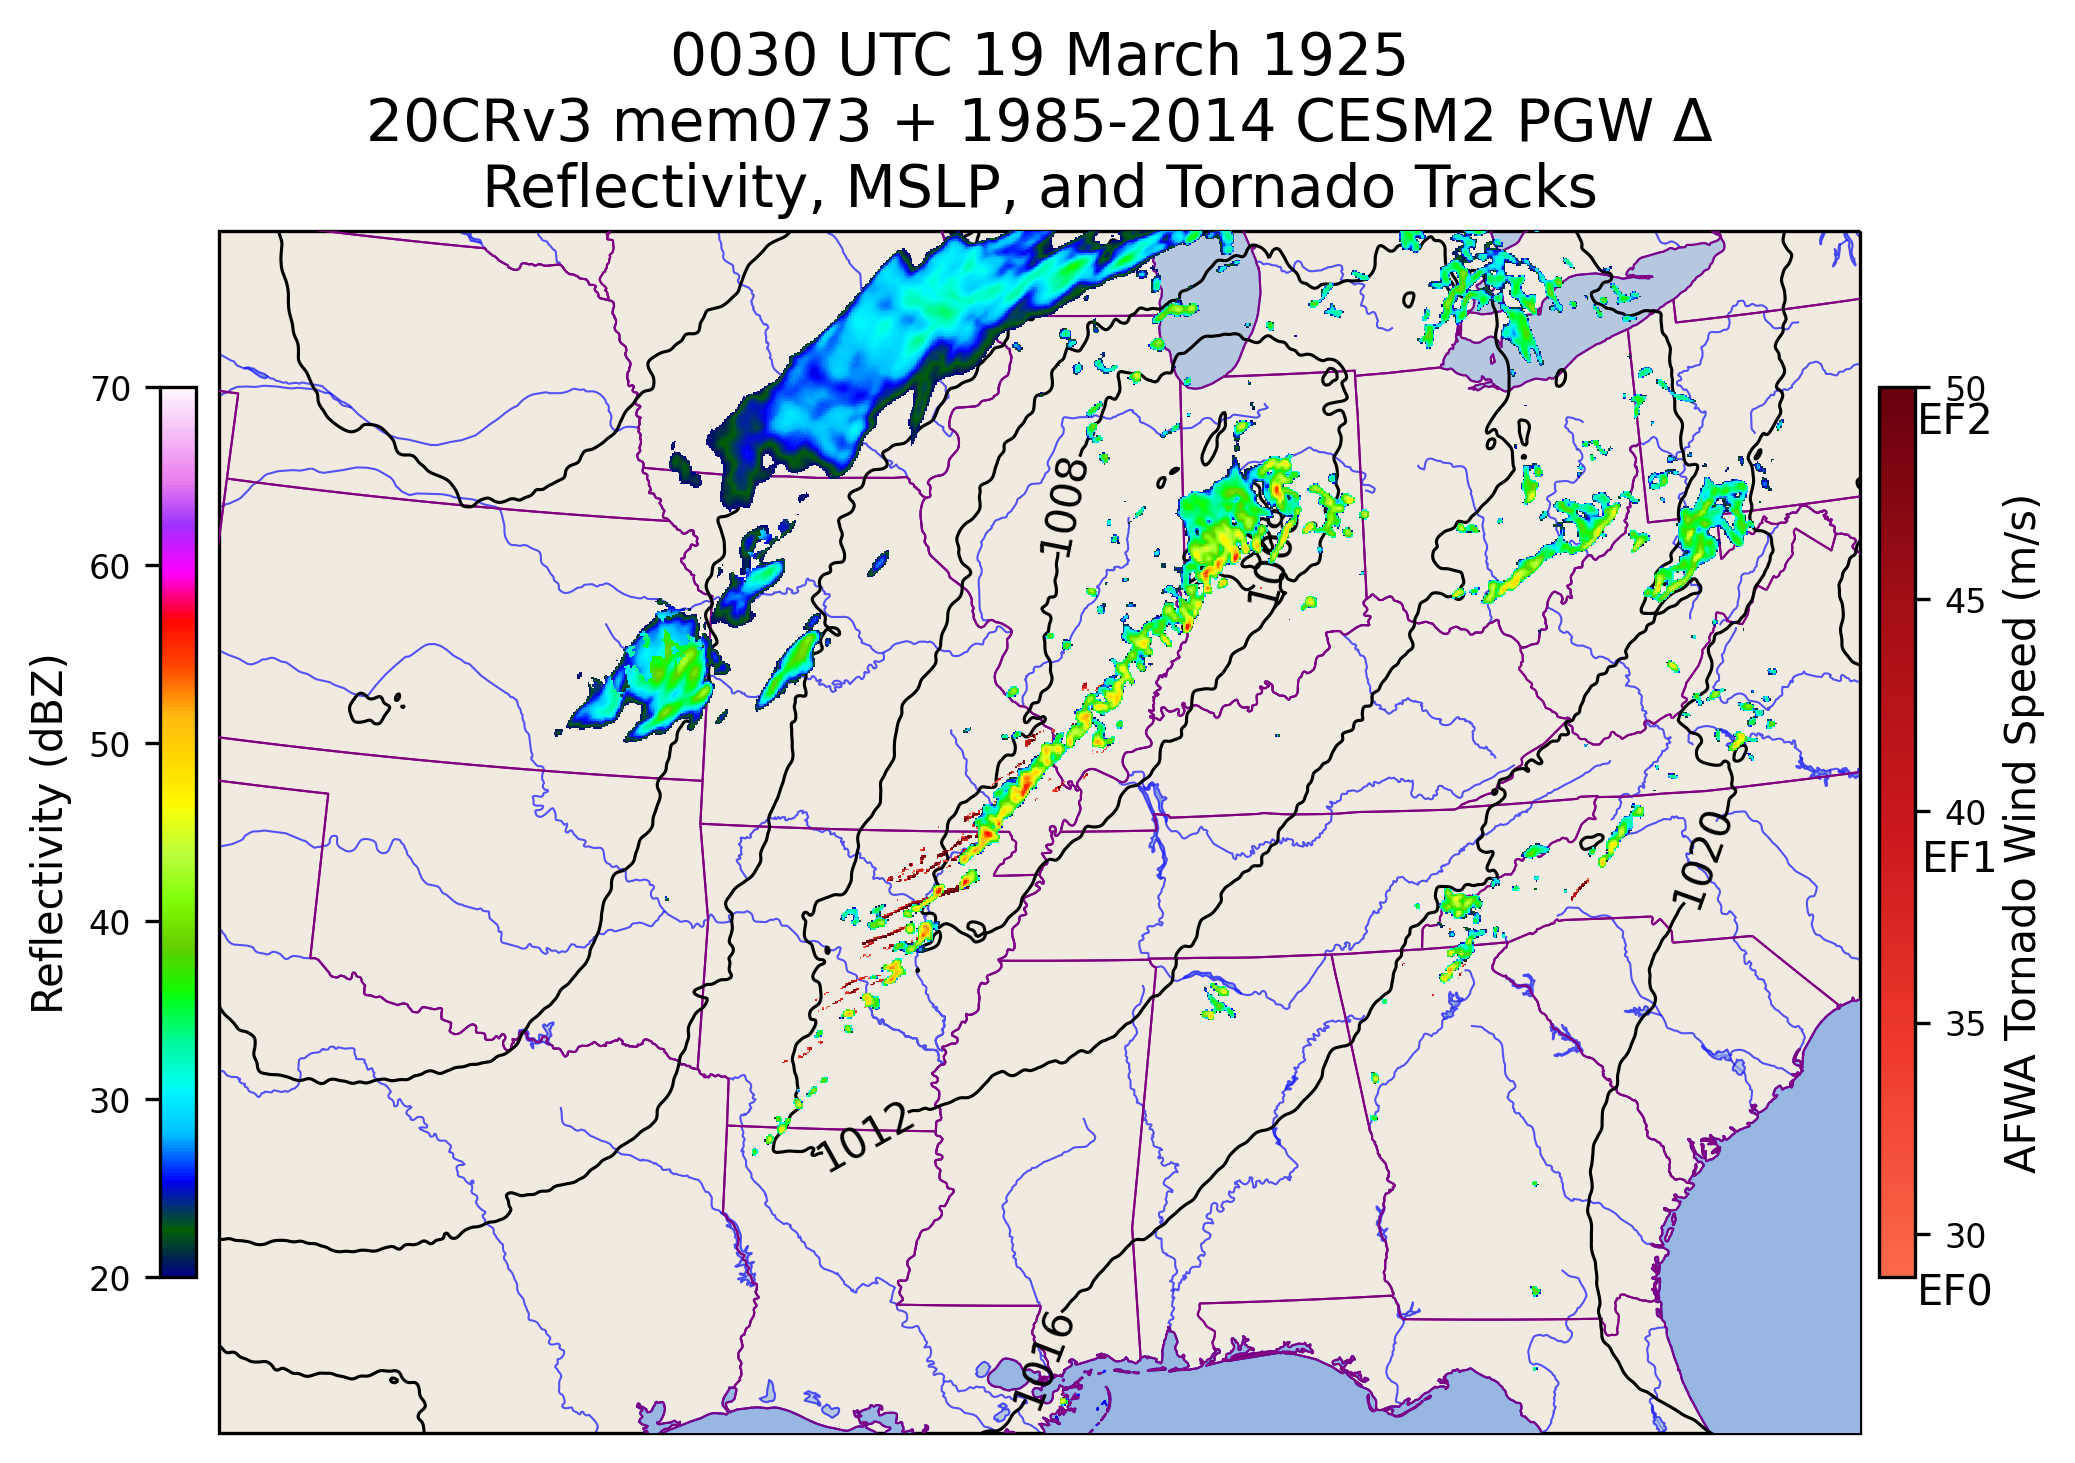 0030 UTC 19 March 1925
20CRv3 mem073 + 1985-2014 CESM2 PGW Δ
Reflectivity, MSLP, and Tornado Tracks
70
60
50
40
30
20
Reflectivity (dBZ)
1008
1012
1016
1020
50
EF2
45
40
EF1
35
30
EF0
AFWA Tornado Wind Speed (m/s)